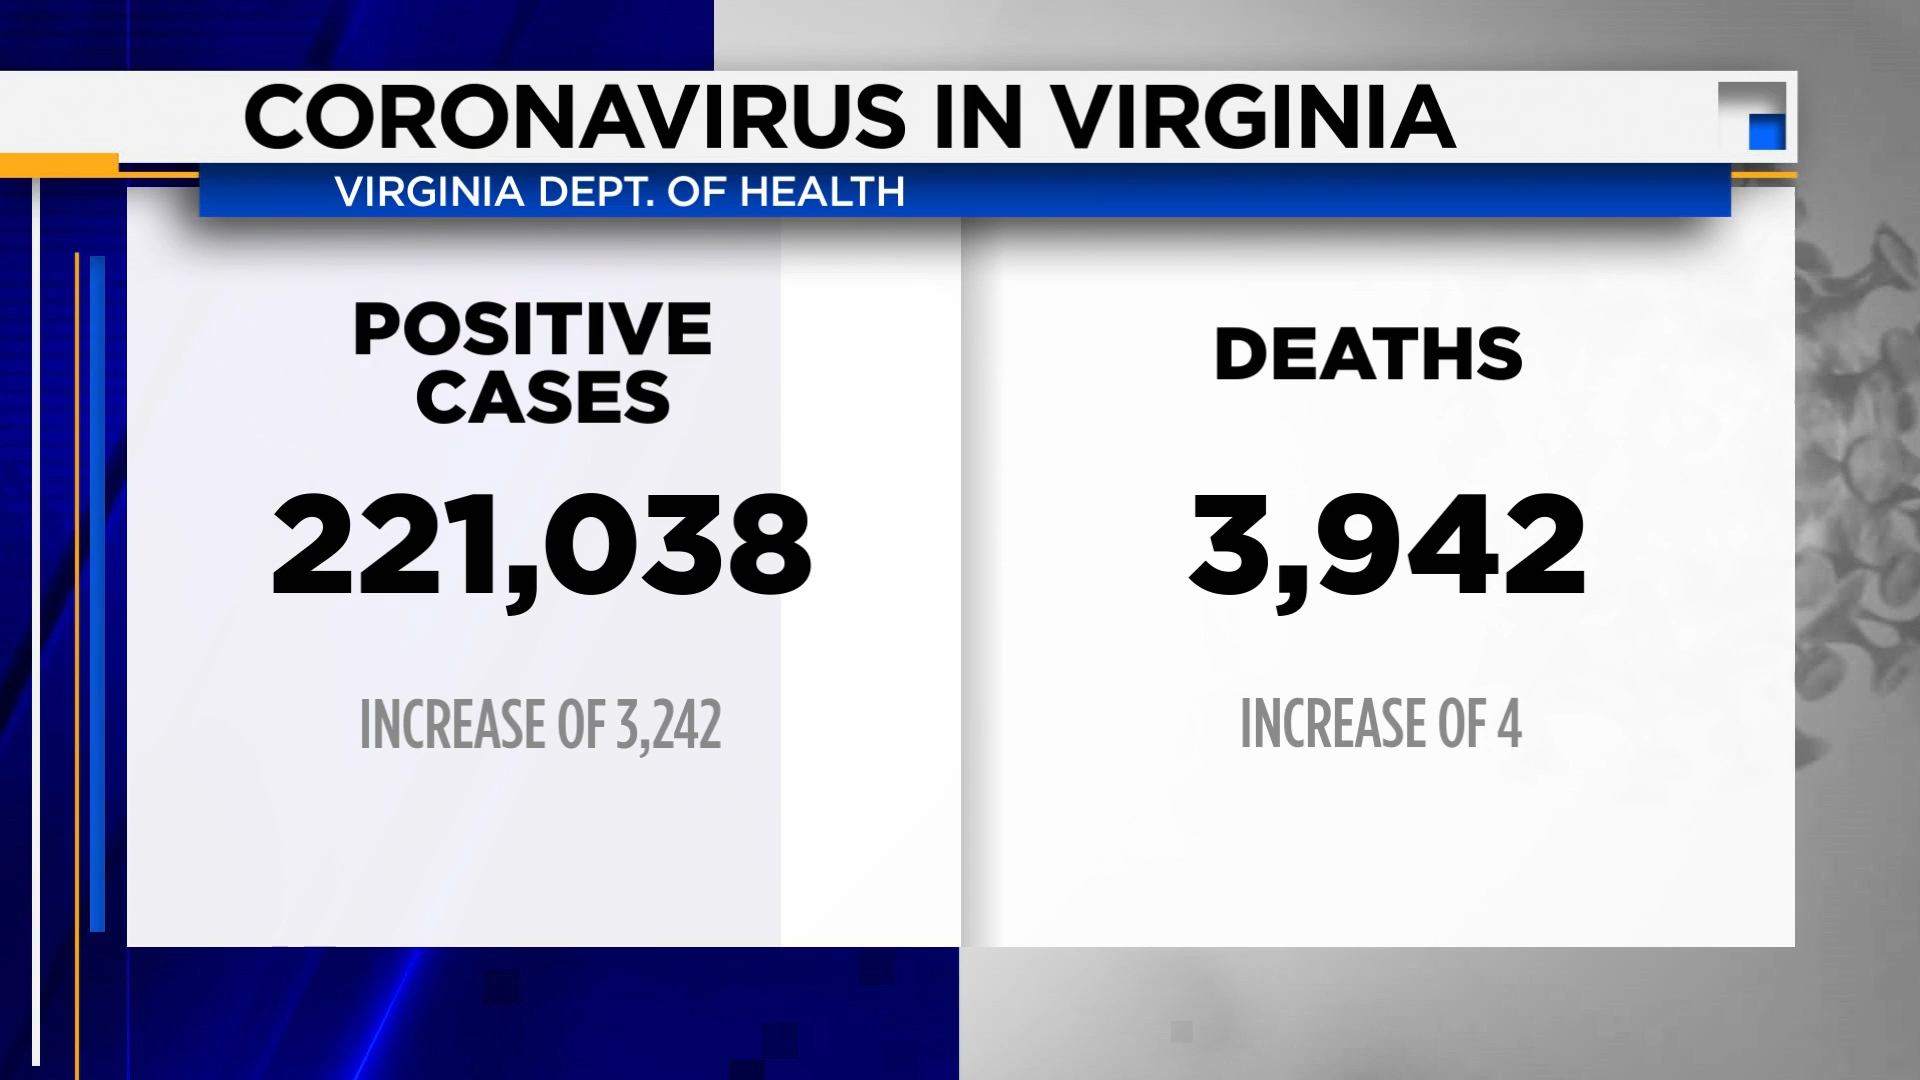 CORONAVIRUS IN VIRGINIA
VIRGINIA DEPT. OF HEALTH
POSITIVE
CASES
221,038
INCREASE OF 3,242
DEATHS
3,942
INCREASE OF 4